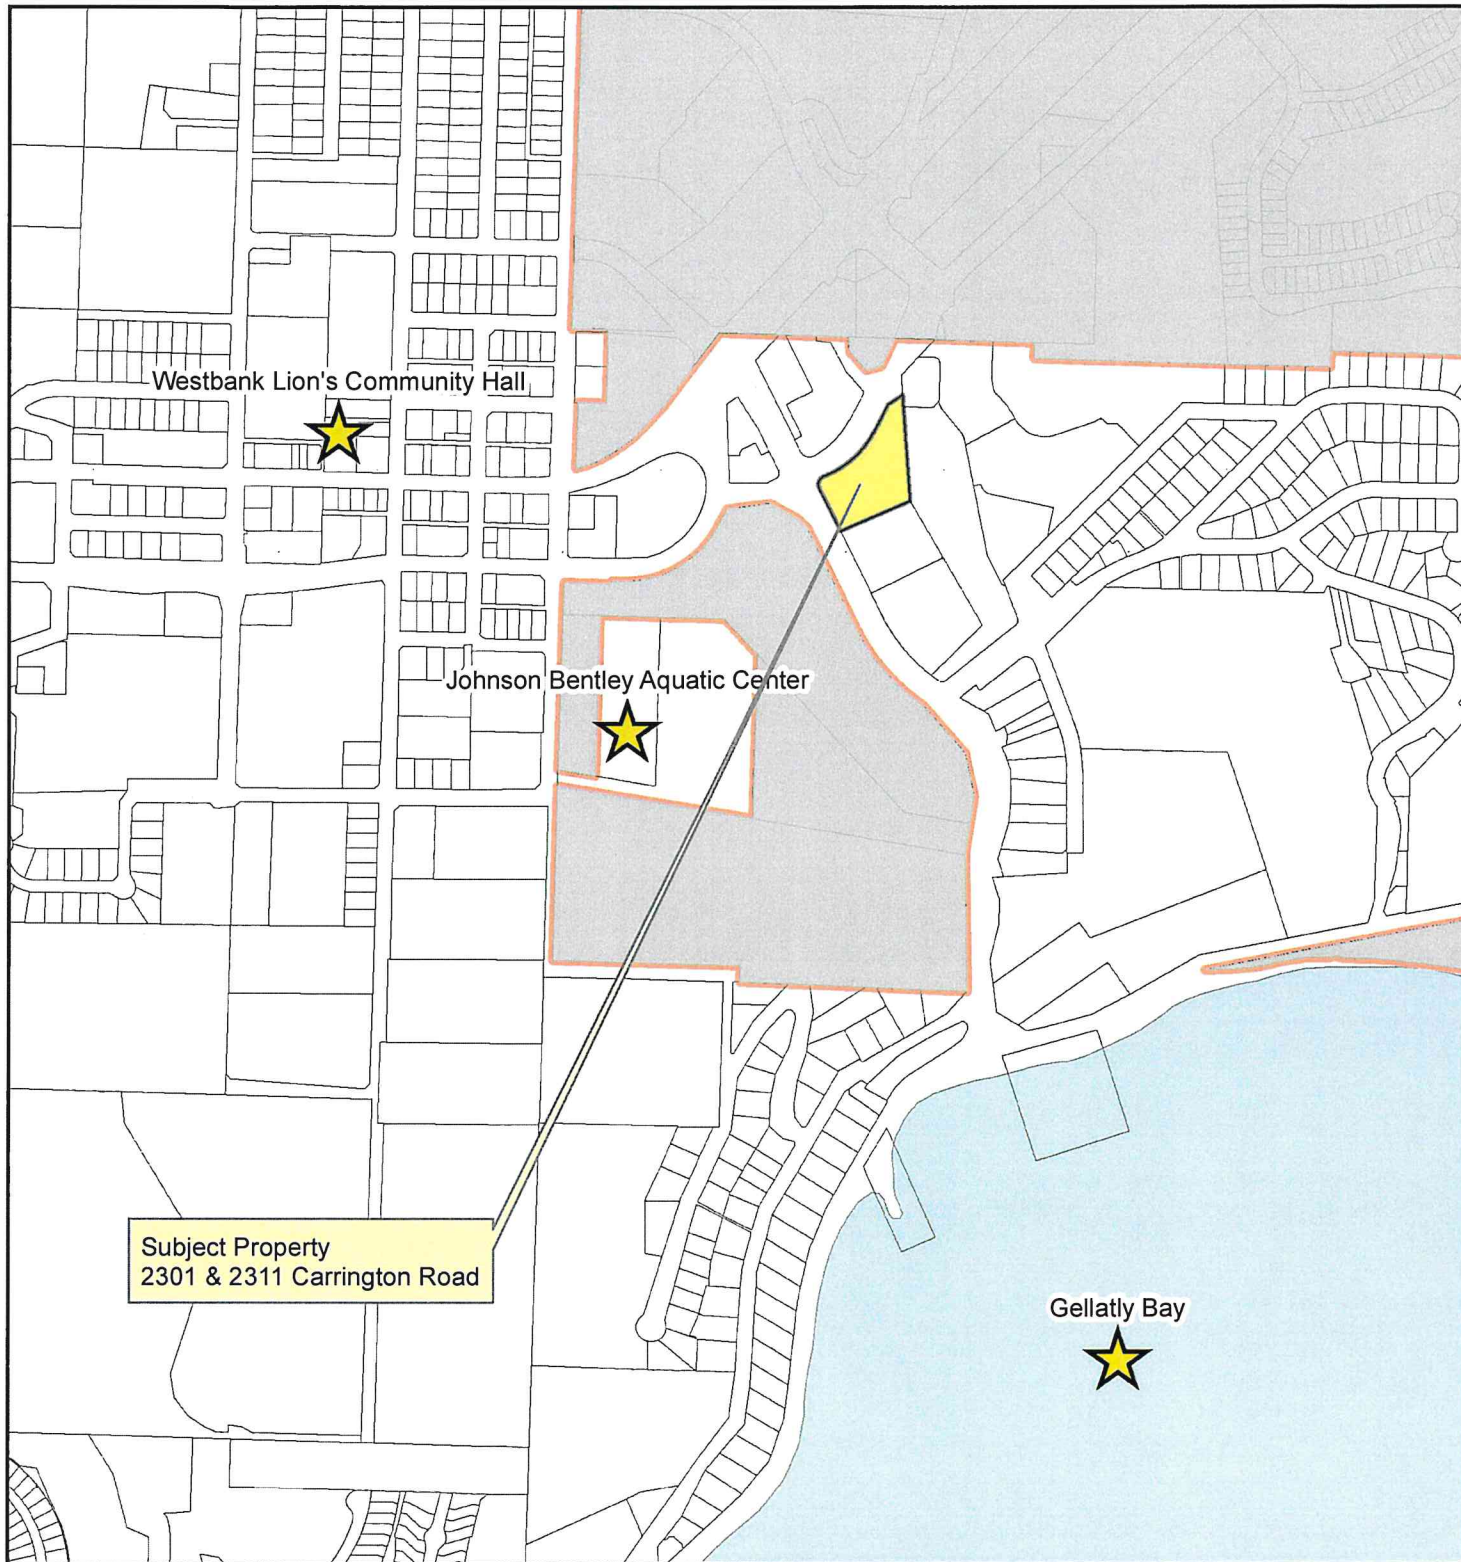 Westbank Lion's Community Hall
Johnson Bentley Aquatic Center
Subject Property
2301 & 2311 Carrington Road
Gellatly Bay